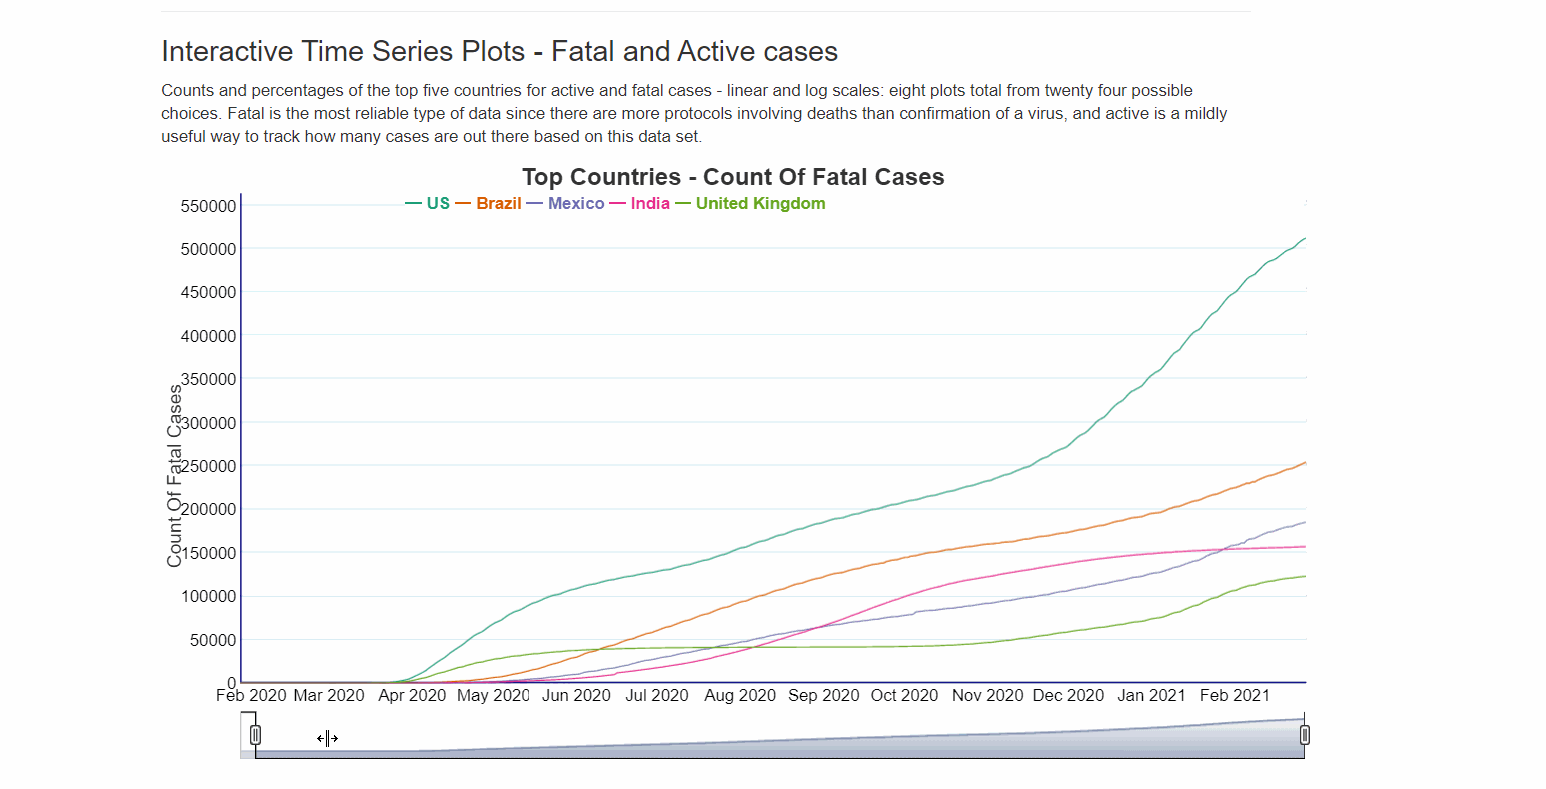 Interactive Time Series Plots - Fatal and Active cases
Counts and percentages of the top five countries for active and fatal cases - linear and log scales: eight plots total from twenty four possible
choices. Fatal is the most reliable type of data since there are more protocols involving deaths than confirmation of a virus, and active is a mildly
useful way to track how many cases are out there based on this data set.
Top Countries - Count Of Fatal Cases
US Brazil Mexico India United Kingdom
550000
500000
450000
400000
350000
300000
250000
200000
150000
100000
50000
0
Count Of Fatal Cases
Feb 2020 Mar 2020 Apr 2020 May 2020 Jun 2020 Jul 2020 Aug 2020 Sep 2020 Oct 2020 Nov 2020 Dec 2020 Jan 2021 Feb 2021